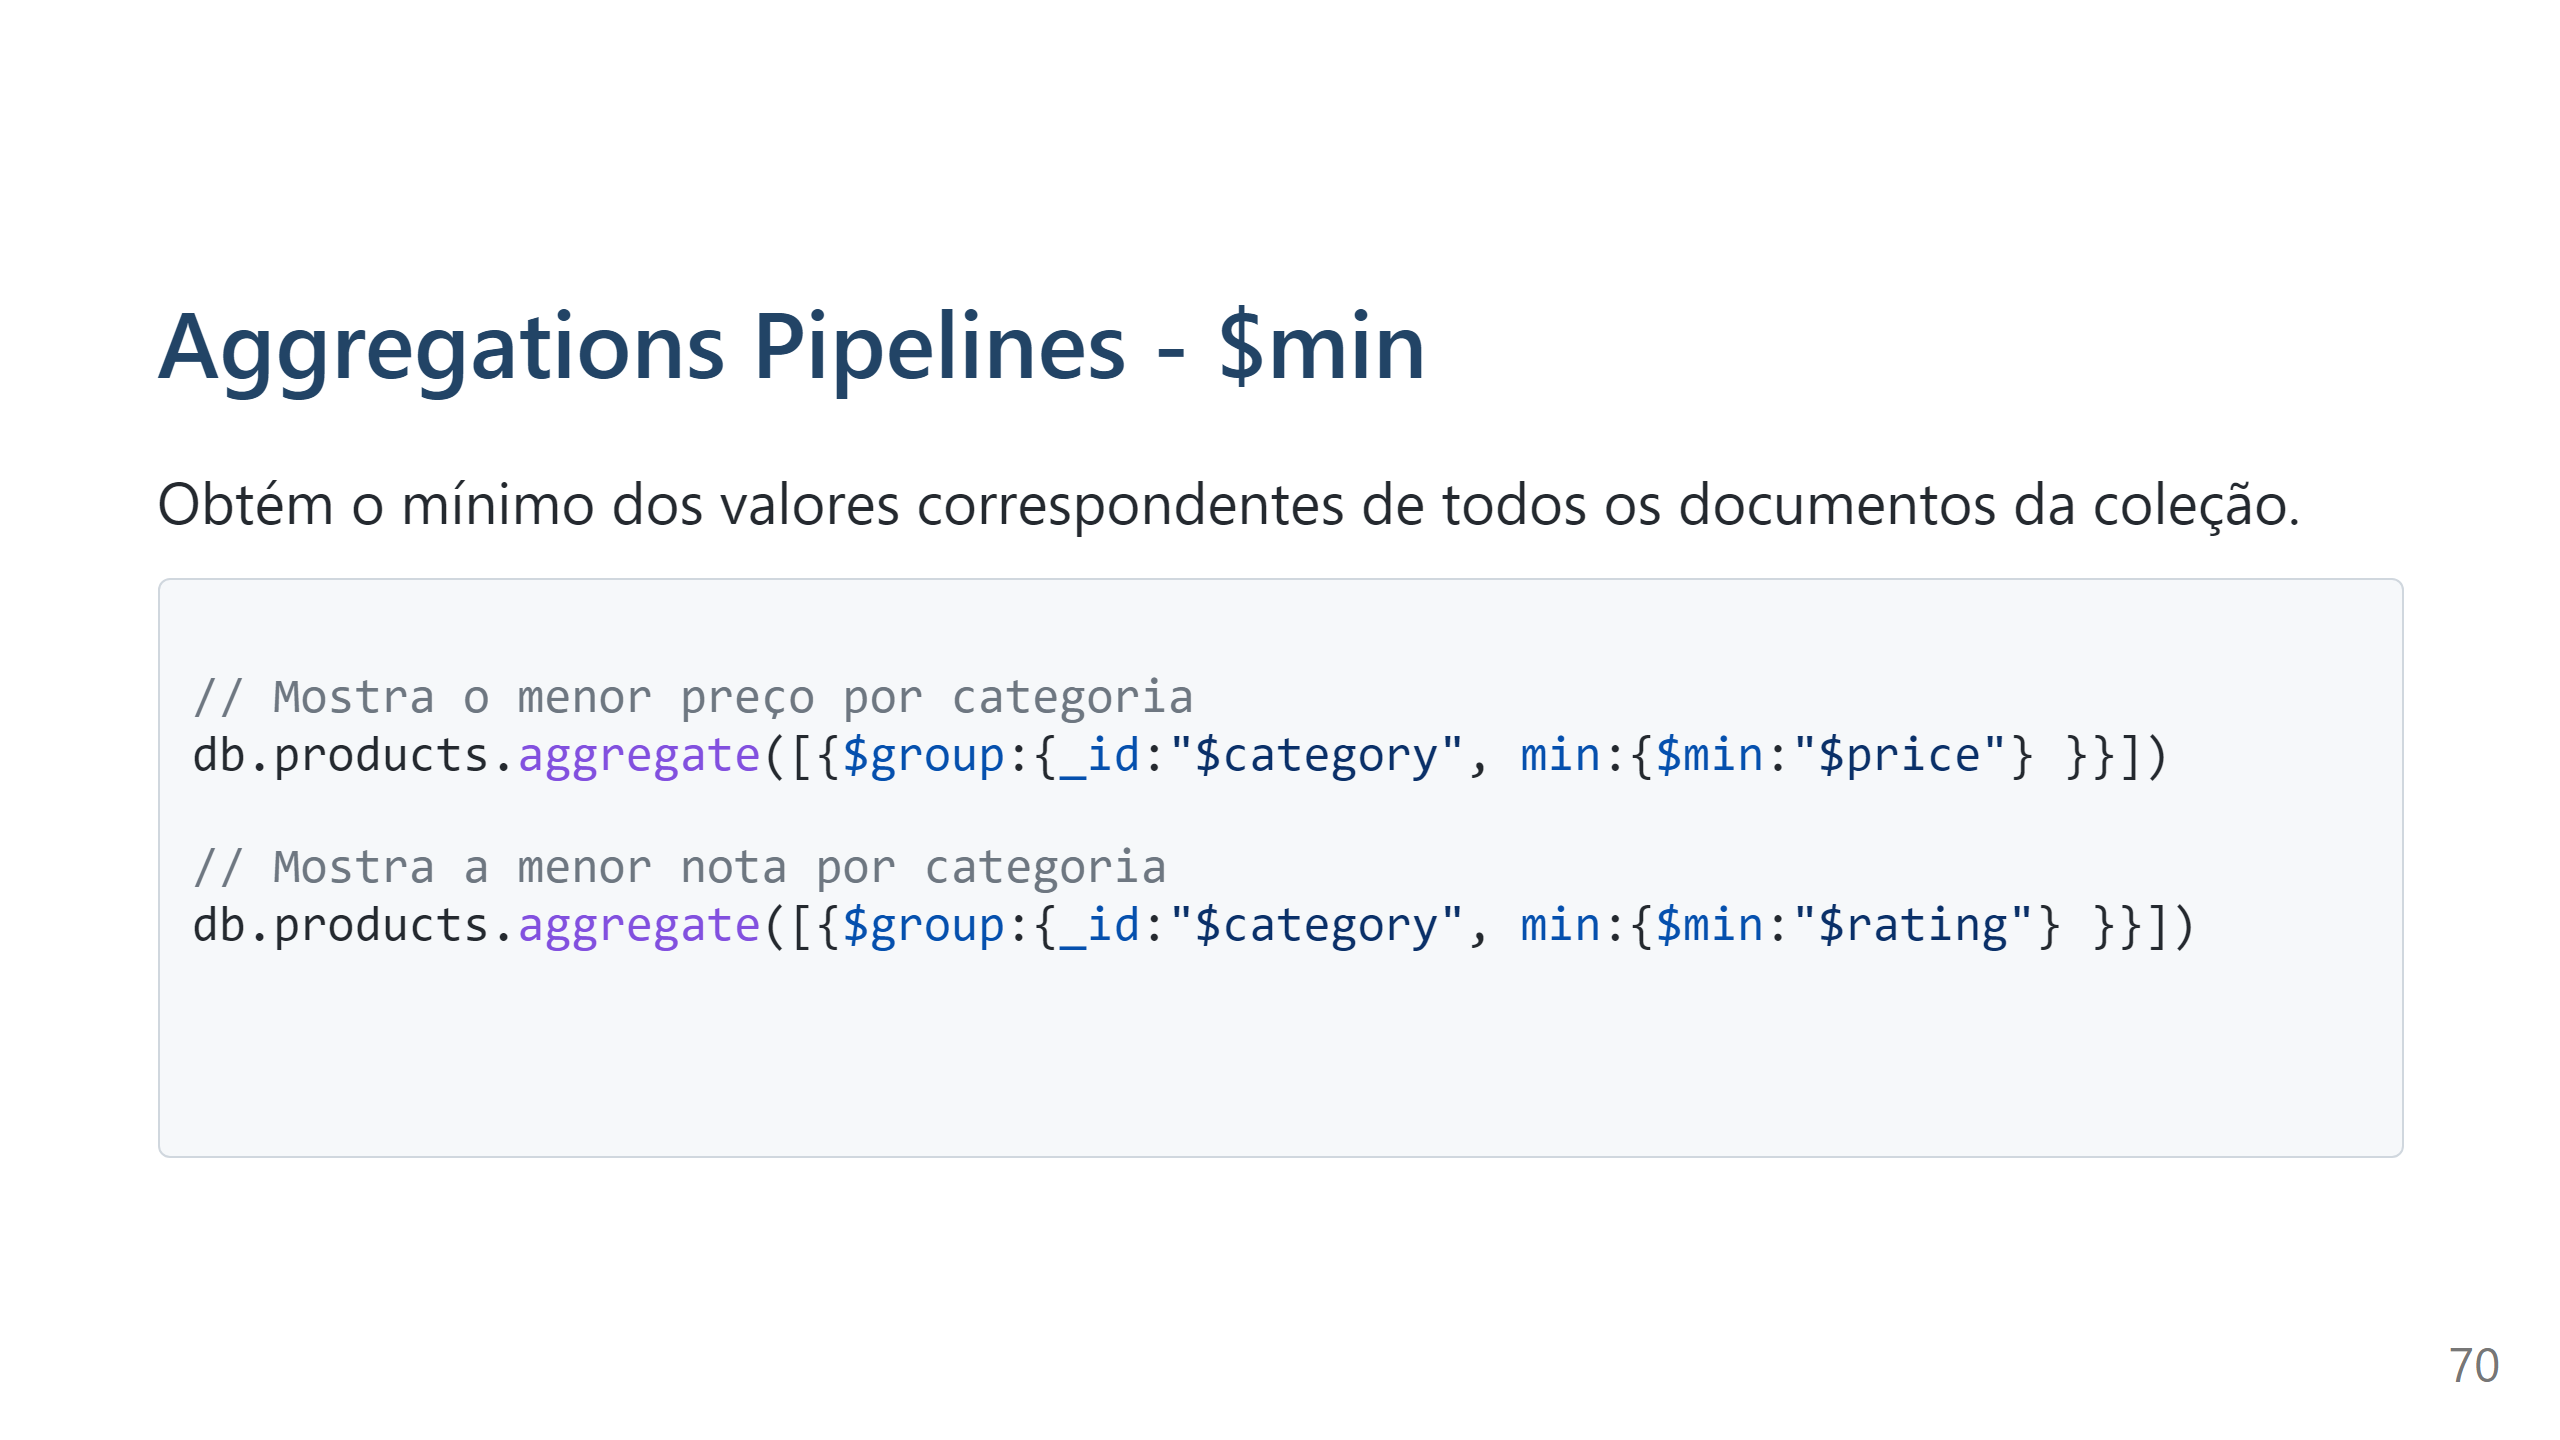 Aggregations Pipelines - $min
Obtém o mínimo dos valores correspondentes de todos os documentos da coleção.
// Mostra o menor preço por categoria
db.products.aggregate([{$group:{_id:"$category", min:{$min:"$price"} }}])
// Mostra a menor nota por categoria
db.products.aggregate([{$group:{_id:"$category", min:{$min:"$rating"} }}])
70